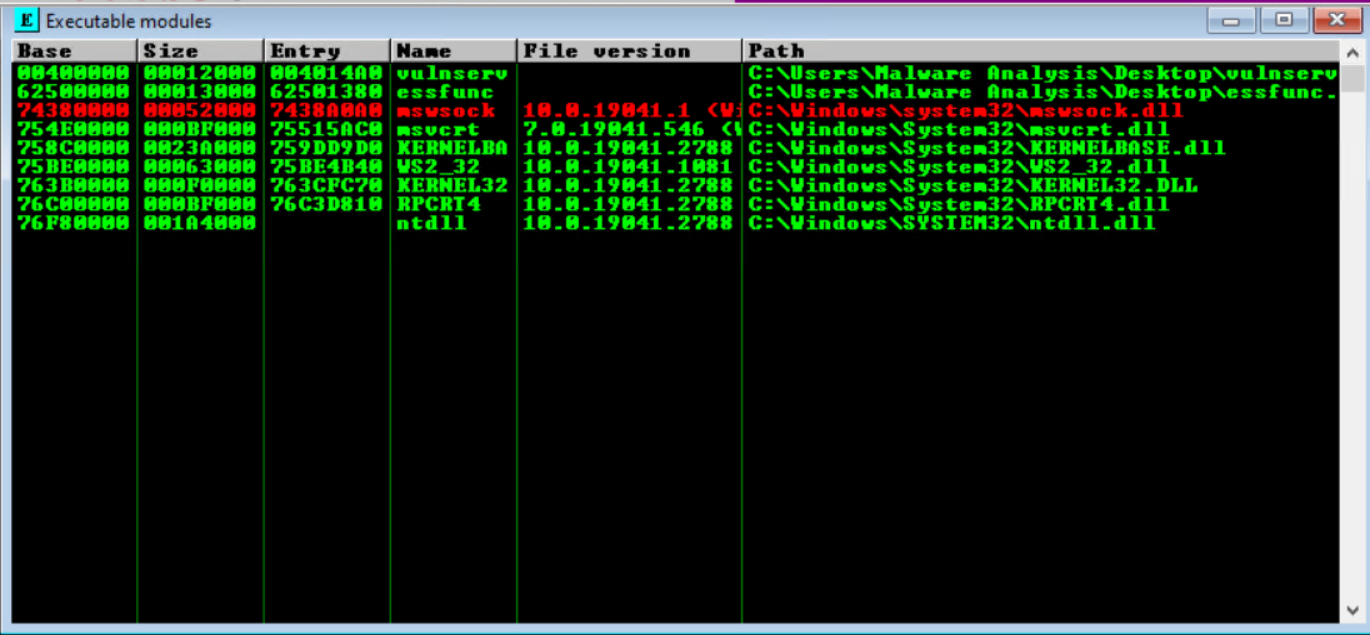 E Executable modules
Base Size Entry Name File version Path
00400000 00012000 004014A0 vulnserv C:\Users\Malware Analysis\Desktop\vulnserv
62500000 00013000 62501380 essfunc C:\Users\Malware Analysis\Desktop\essfunc.
74380000 00052000 7438A0A0 mswsock 10.0.19041.1 (Wi C:\Windows\system32\mswsock.dll
754E0000 000BF000 75515AC0 msvcrt 7.0.19041.546 (W C:\Windows\System32\msvcrt.dll
758C0000 0023A000 759DD9D0 KERNELBA 10.0.19041.2788 C:\Windows\System32\KERNELBASE.dll
75BE0000 00063000 75BE4B40 WS2_32 10.0.19041.1081 C:\Windows\System32\WS2_32.dll
763B0000 000F0000 763CFC70 KERNEL32 10.0.19041.2788 C:\Windows\System32\KERNEL32.DLL
76C00000 000BF000 76C3D810 RPCRT4 10.0.19041.2788 C:\Windows\System32\RPCRT4.dll
76F80000 001A4000 ntdll 10.0.19041.2788 C:\Windows\SYSTEM32\ntdll.dll